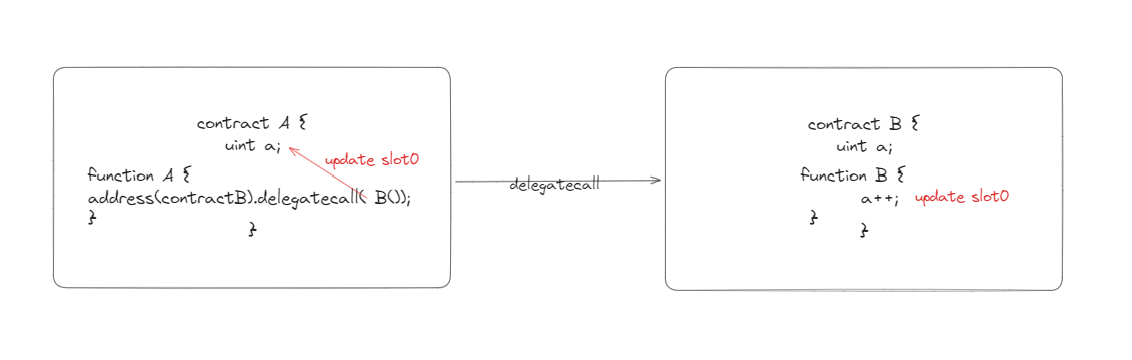 contract A {
uint a;
update slot0
function A {
address(contractB).delegatecall( B());
}
}
delegatecall
contract B {
uint a;
function B {
a++; update slot0
}
}